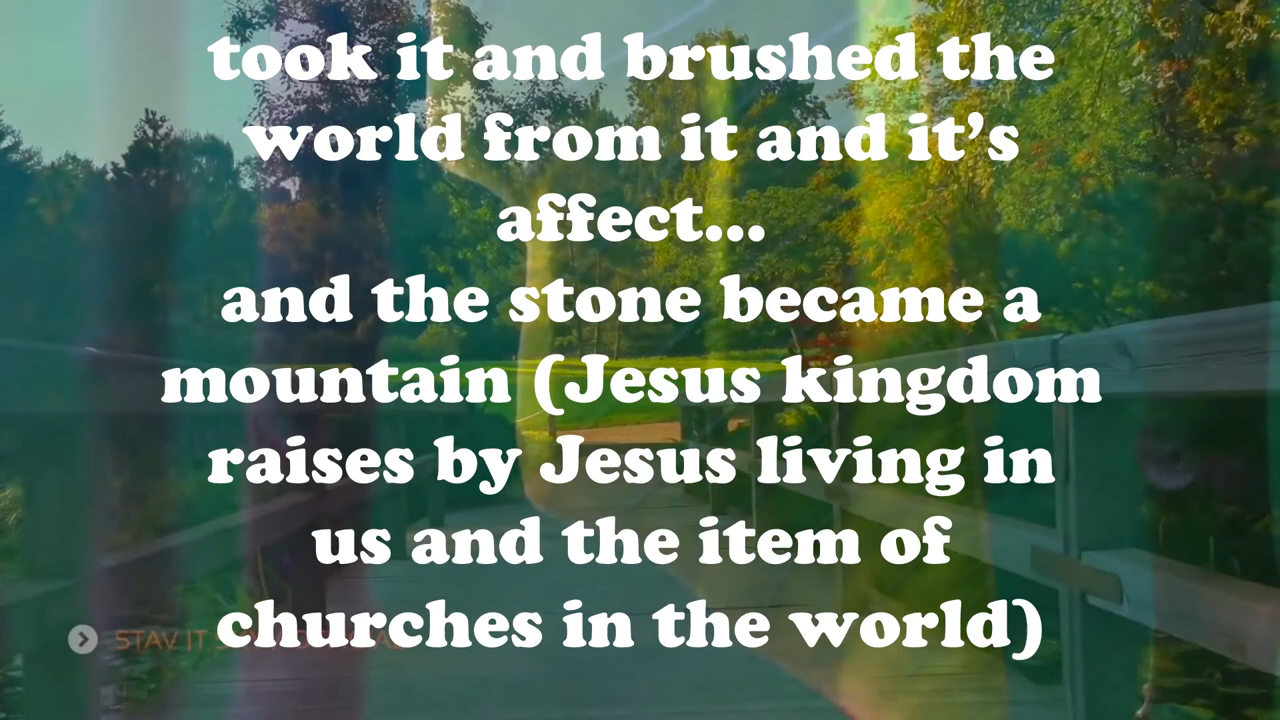 took it and brushed the
world from it and it’s
affect...
and the stone became a
mountain (Jesus kingdom
raises by Jesus living in
us and the item of
churches in the world)
STAV IT